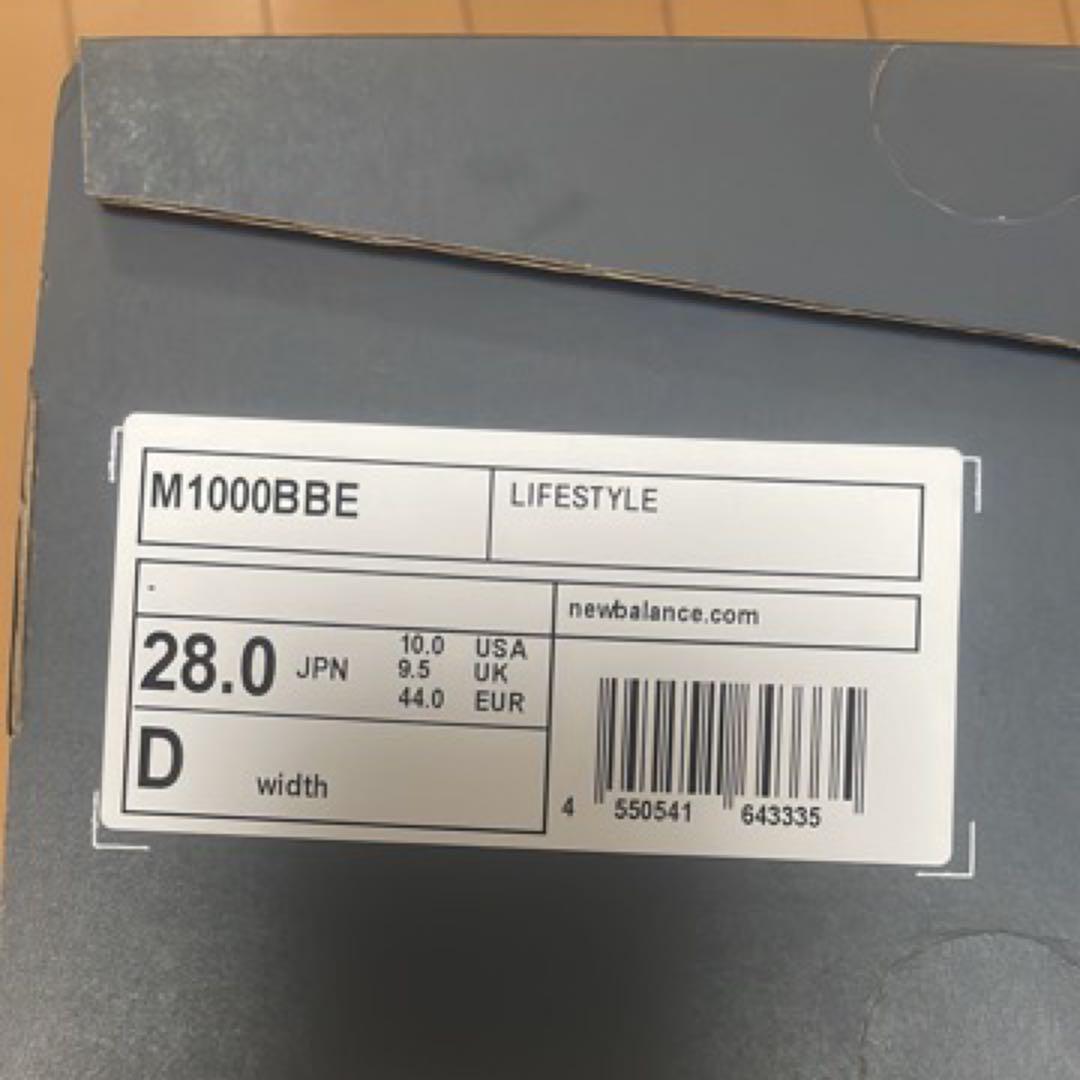 M1000BBE
LIFESTYLE
-
newbalance.com
28.0 JPN
10.0 USA
9.5 UK
44.0 EUR
D width
4 550541 643335